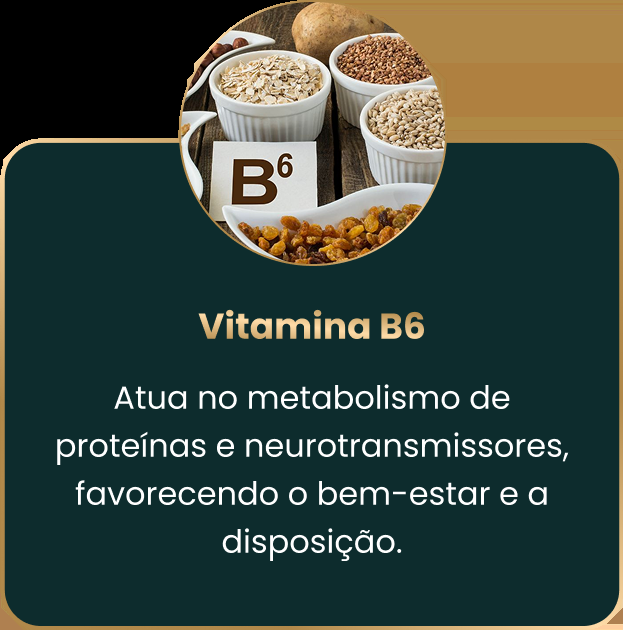 B6
Vitamina B6
Atua no metabolismo de
proteínas e neurotransmissores,
favorecendo o bem-estar e a
disposição.